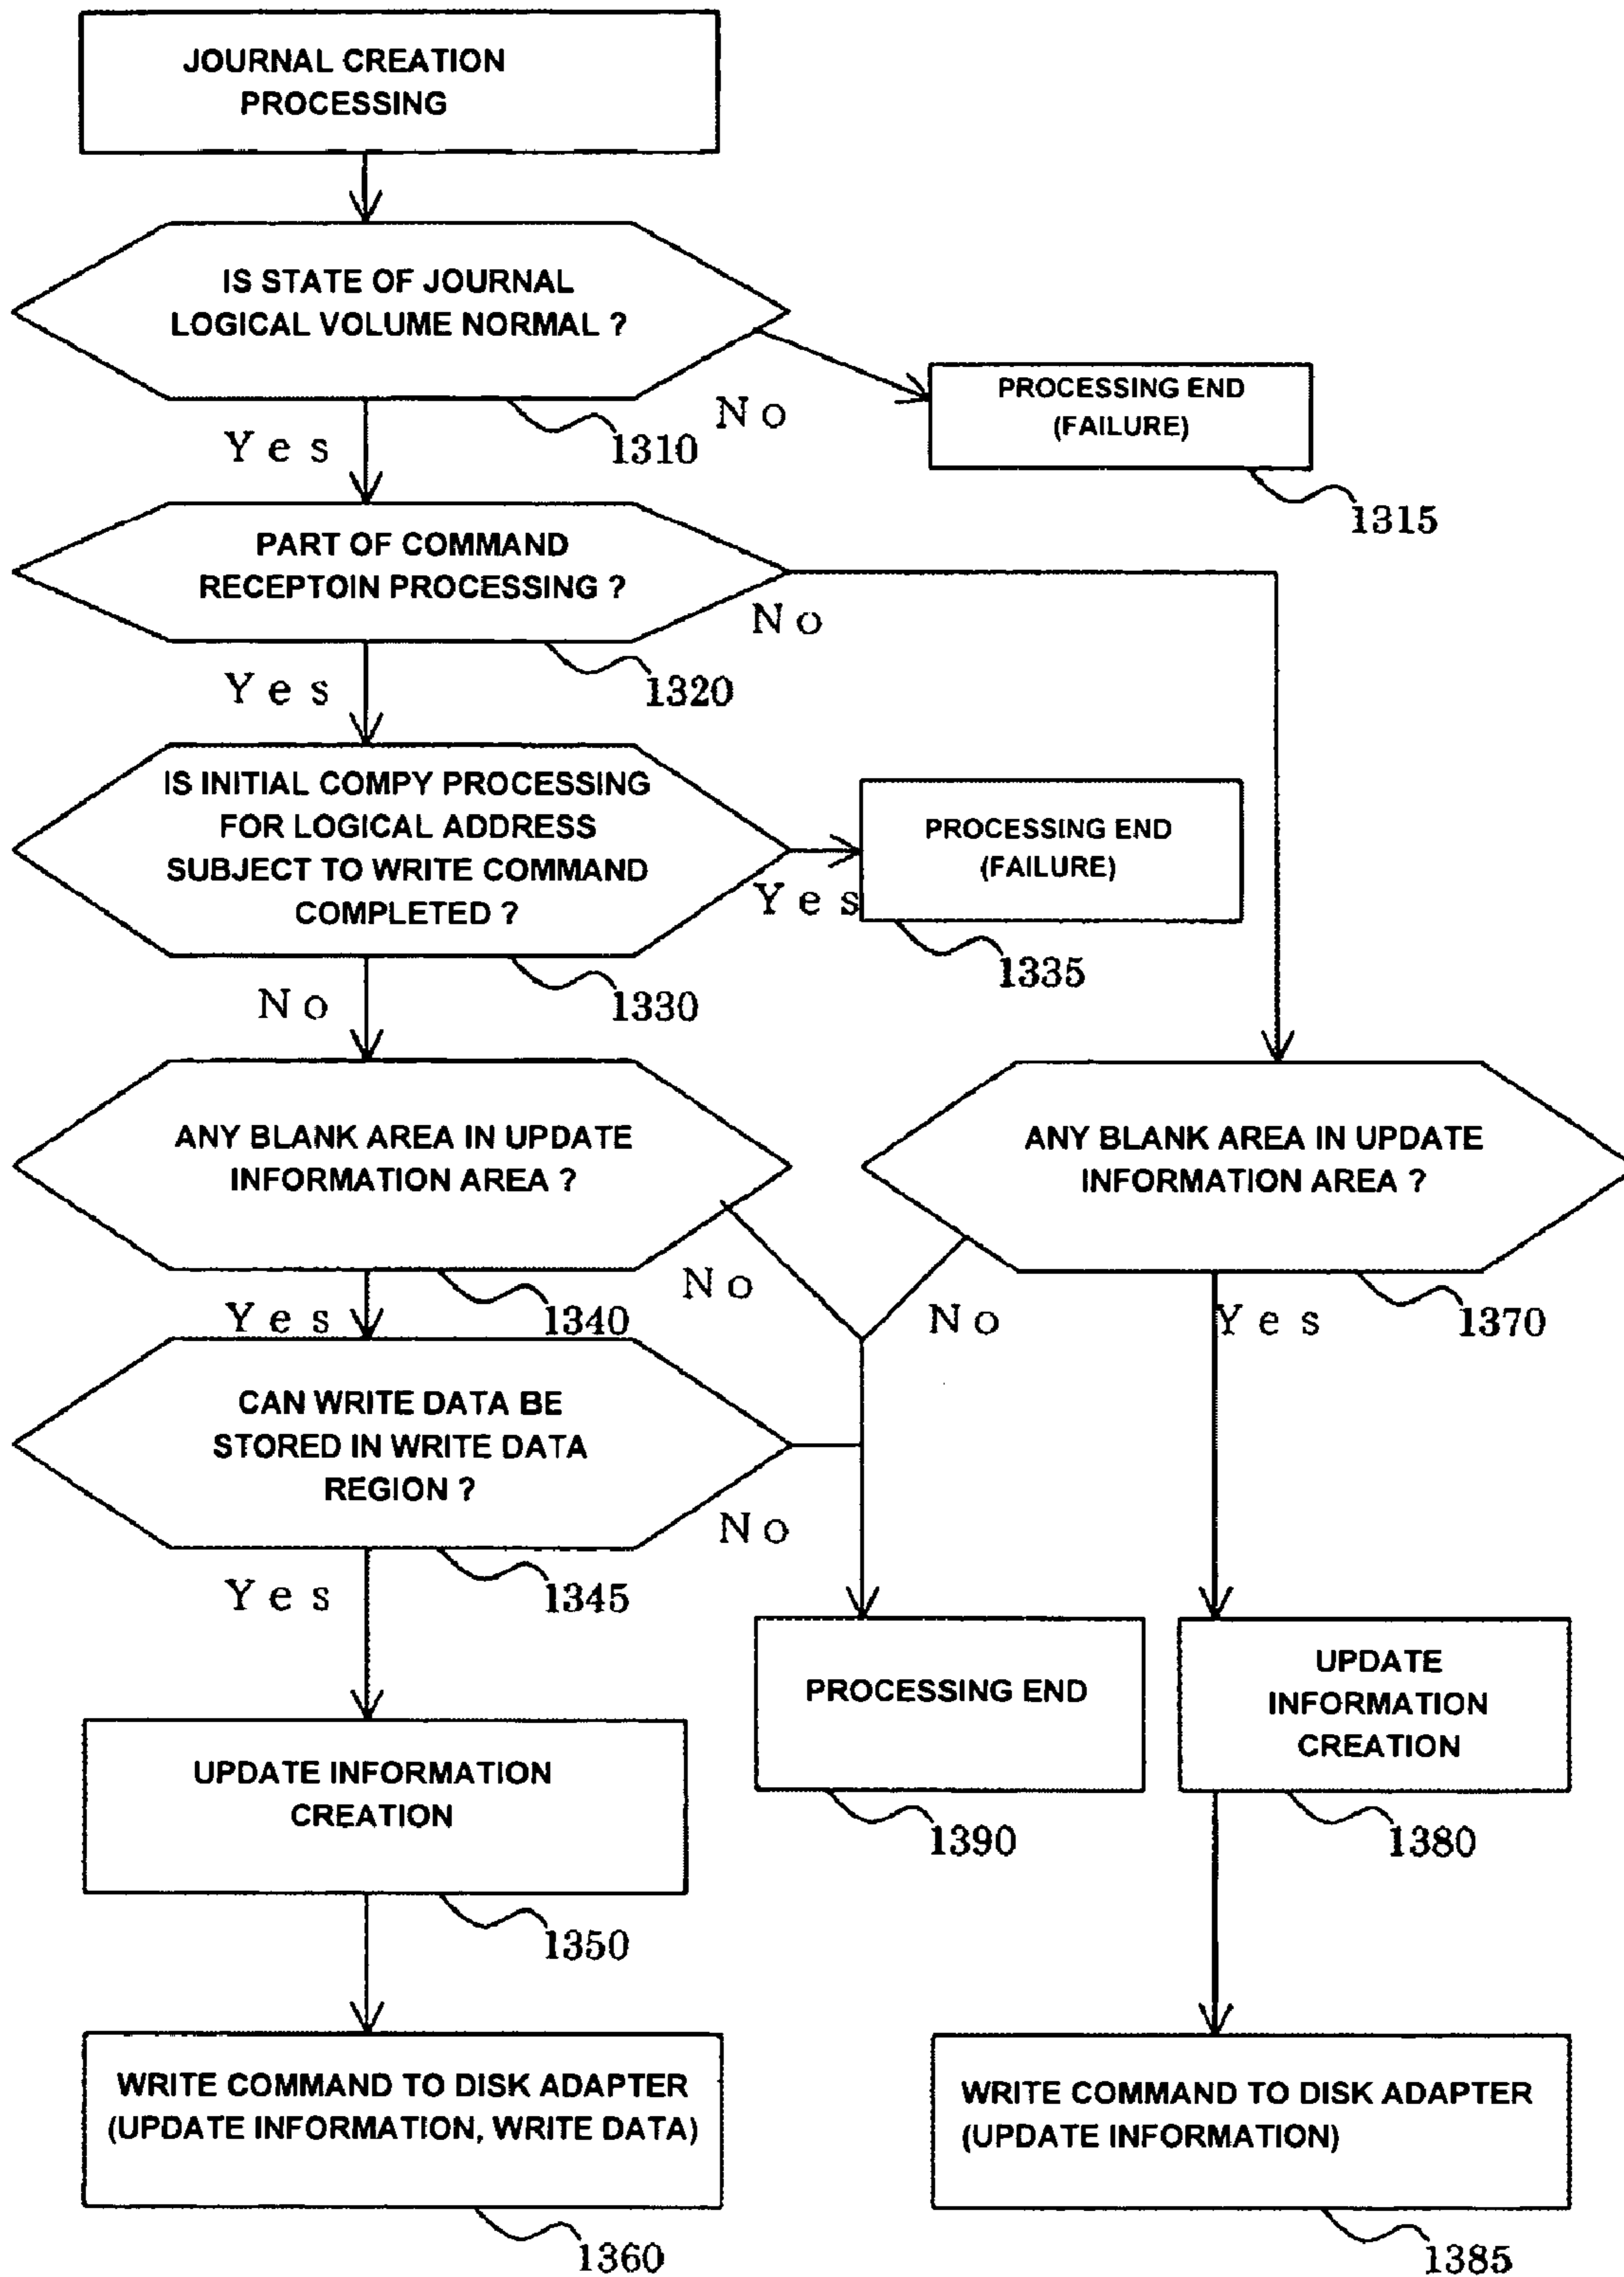 JOURNAL CREATION
PROCESSING
IS STATE OF JOURNAL
LOGICAL VOLUME NORMAL ?
No
PROCESSING END
(FAILURE)
Yes
1310
1315
PART OF COMMAND
RECEPTOIN PROCESSING ?
No
Yes
1320
IS INITIAL COMPY PROCESSING
FOR LOGICAL ADDRESS
SUBJECT TO WRITE COMMAND
COMPLETED ?
PROCESSING END
(FAILURE)
Yes
1335
No
1330
ANY BLANK AREA IN UPDATE
INFORMATION AREA ?
ANY BLANK AREA IN UPDATE
INFORMATION AREA ?
No
Yes
1340
No
Yes
1370
CAN WRITE DATA BE
STORED IN WRITE DATA
REGION ?
No
Yes
1345
UPDATE INFORMATION
CREATION
PROCESSING END
UPDATE
INFORMATION
CREATION
1390
1380
1350
WRITE COMMAND TO DISK ADAPTER
(UPDATE INFORMATION, WRITE DATA)
WRITE COMMAND TO DISK ADAPTER
(UPDATE INFORMATION)
1360
1385